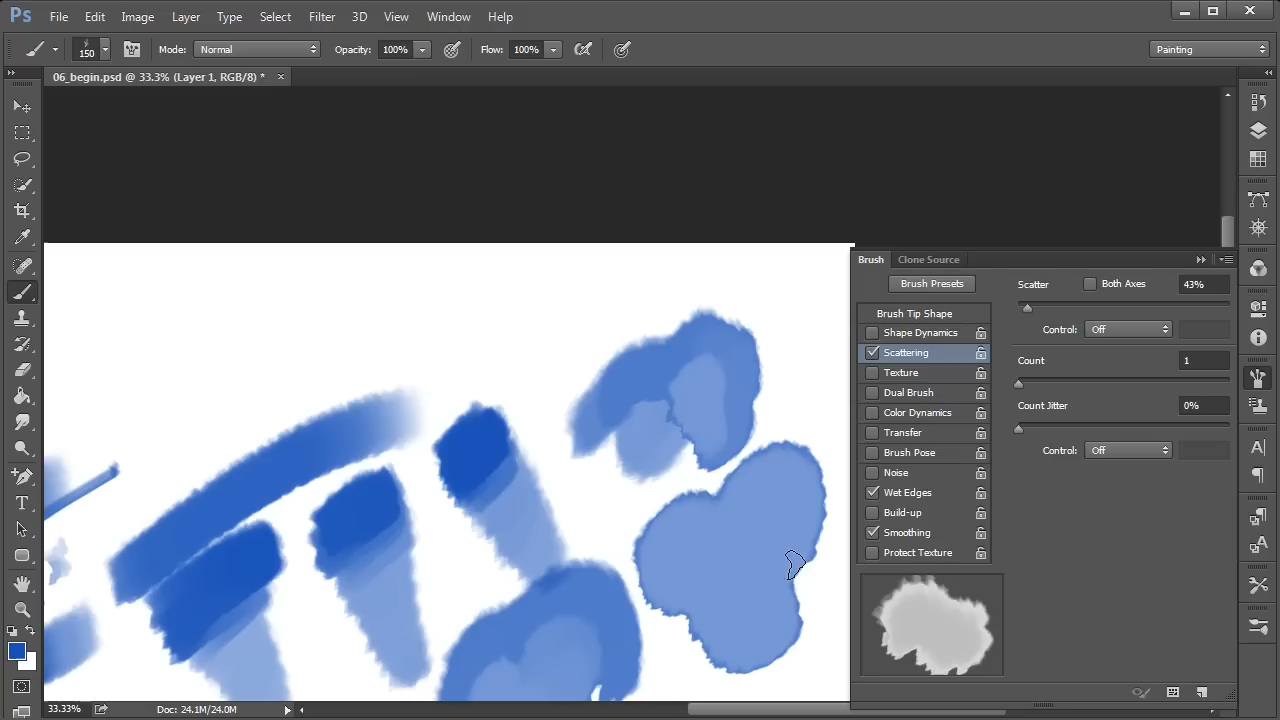 Ps File Edit Image Layer Type Select Filter 3D View Window Help
150 Mode: Normal Opacity: 100% Flow: 100% Painting
06_begin.psd @ 33.3% (Layer 1, RGB/8) * ×
Brush Clone Source
Brush Presets
Scatter Both Axes 43%
Brush Tip Shape
Shape Dynamics
Control: Off
Scattering
Count 1
Texture
Dual Brush
Count Jitter 0%
Color Dynamics
Transfer
Brush Pose
Control: Off
Noise
Wet Edges
Build-up
Smoothing
Protect Texture
33.33% Doc: 24.1M/24.0M